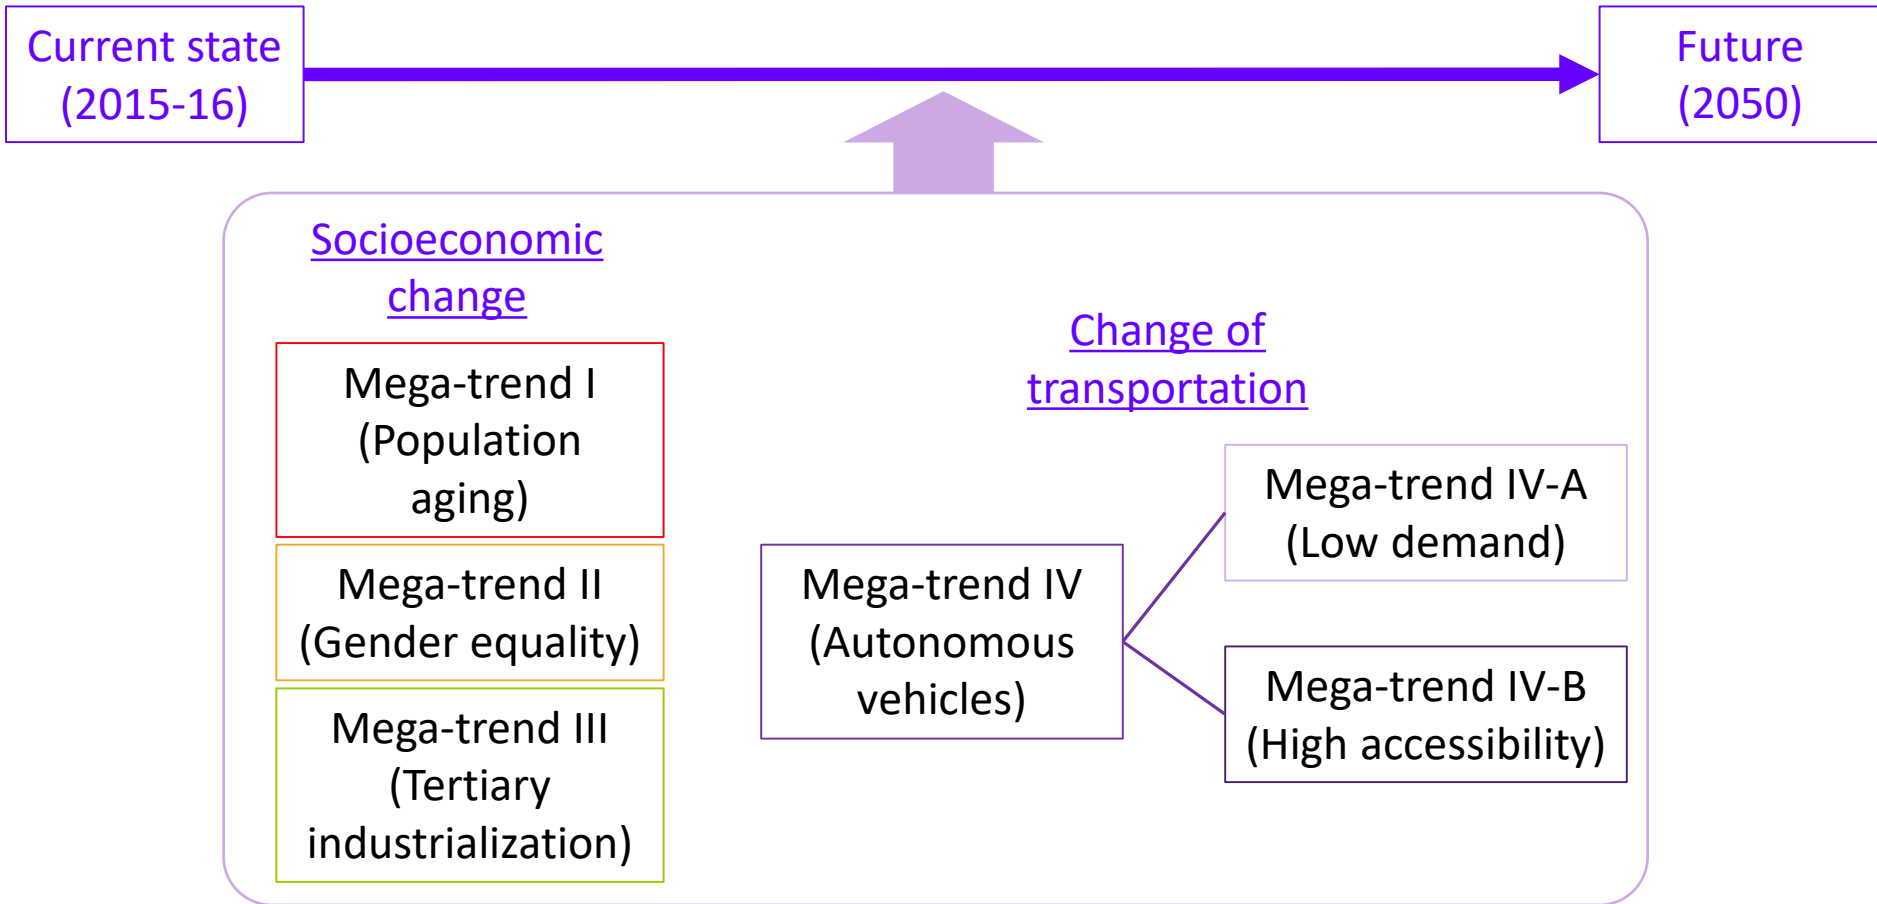 Current state
(2015-16)
Future
(2050)
Socioeconomic
change
Mega-trend I
(Population
aging)
Mega-trend II
(Gender equality)
Mega-trend III
(Tertiary
industrialization)
Change of
transportation
Mega-trend IV
(Autonomous
vehicles)
Mega-trend IV-A
(Low demand)
Mega-trend IV-B
(High accessibility)